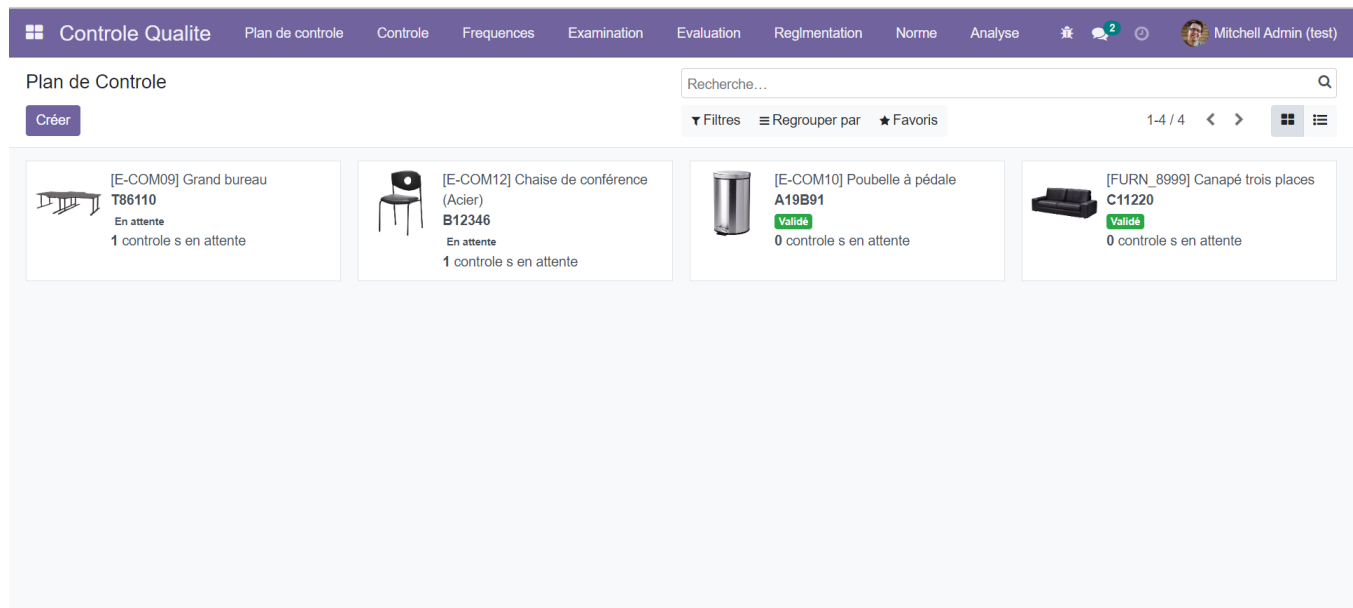 Controle Qualite Plan de controle Controle Frequences Examination Evaluation Reglmentation Norme Analyse 2 Mitchell Admin (test)
Plan de Controle
Recherche...
Créer
Filtres Regrouper par Favoris 1-4 / 4
[E-COM09] Grand bureau
T86110
En attente
1 controle s en attente
[E-COM12] Chaise de conférence
(Acier)
B12346
En attente
1 controle s en attente
[E-COM10] Poubelle à pédale
A19B91
Validé
0 controle s en attente
[FURN_8999] Canapé trois places
C11220
Validé
0 controle s en attente